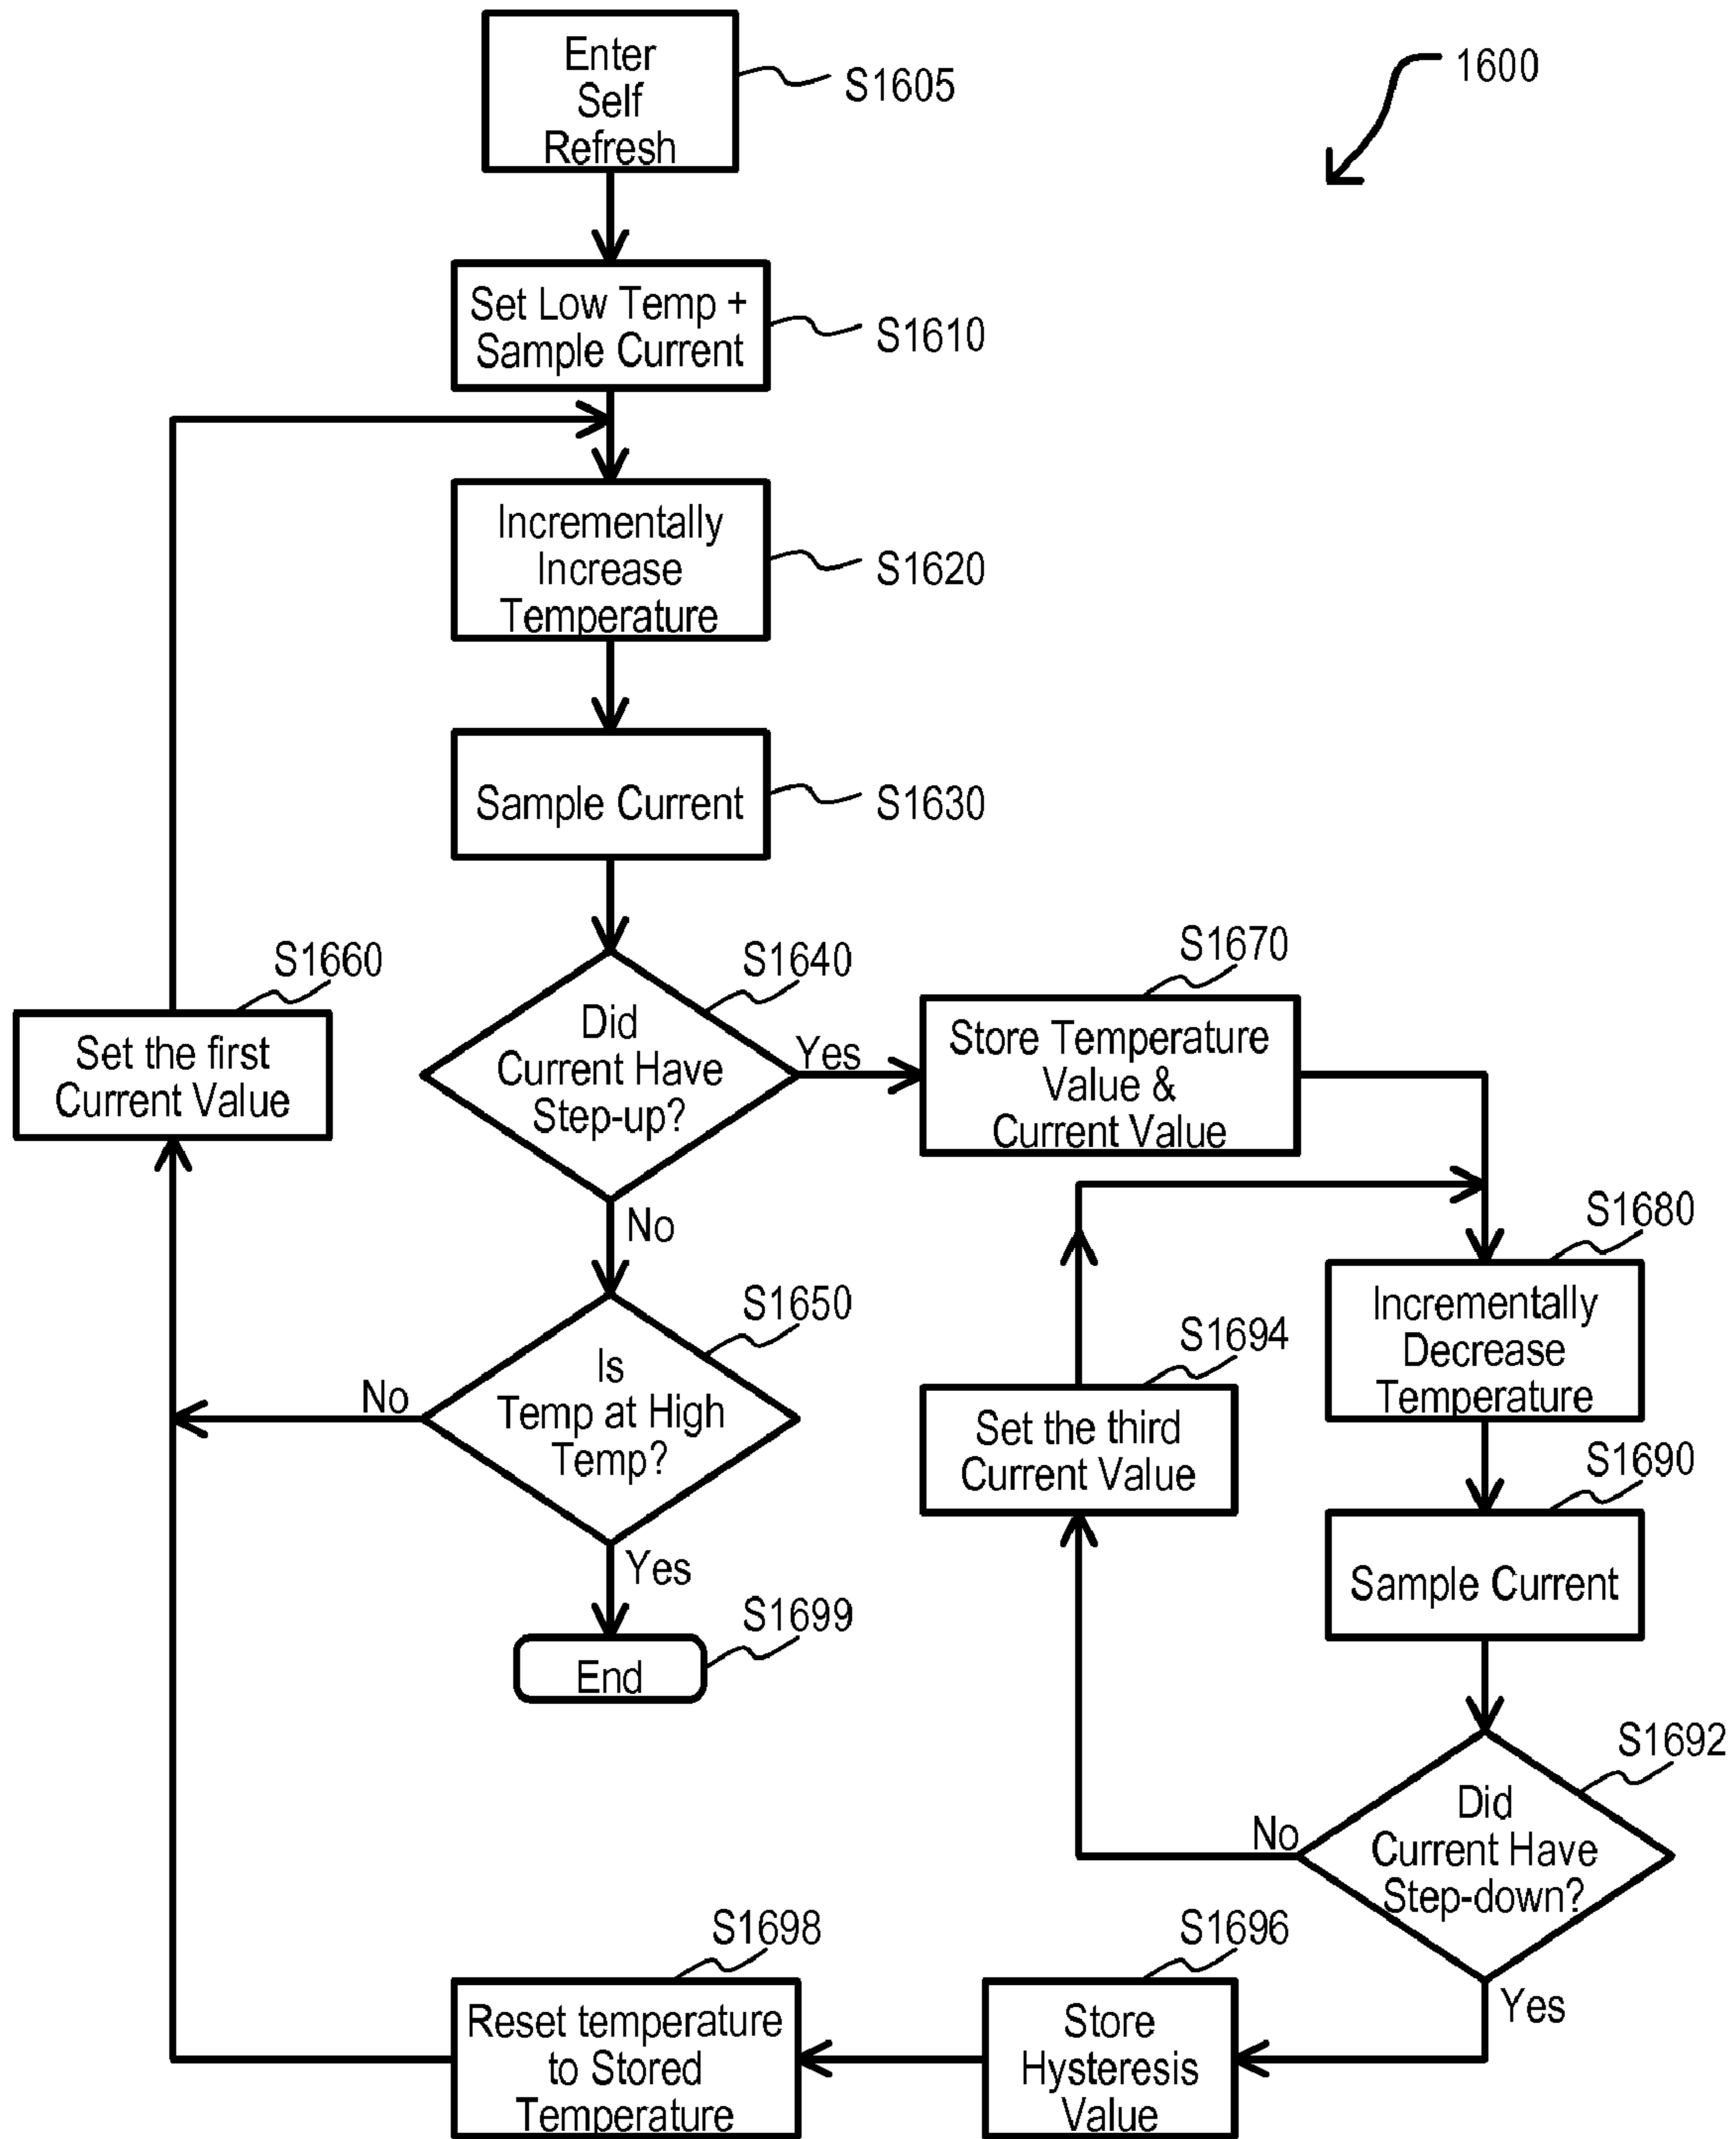 Enter
Self
Refresh
S1605
1600
Set Low Temp +
Sample Current
S1610
Incrementally
Increase
Temperature
S1620
Sample Current
S1630
S1660
Set the first
Current Value
S1640
Did
Current Have
Step-up?
Yes
No
S1670
Store Temperature
Value &
Current Value
S1650
Is
Temp at High
Temp?
No
Yes
S1699
End
S1680
Incrementally
Decrease
Temperature
S1694
Set the third
Current Value
S1690
Sample Current
S1692
Did
Current Have
Step-down?
No
Yes
S1696
Store
Hysteresis
Value
S1698
Reset temperature
to Stored
Temperature